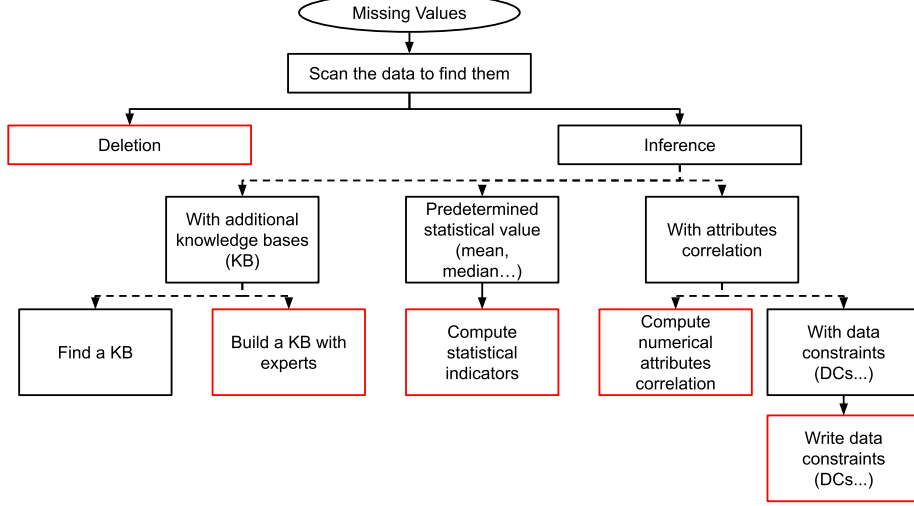 Missing Values
Scan the data to find them
Deletion
Inference
With additional
knowledge bases
(KB)
Predetermined
statistical value
(mean,
median...)
With attributes
correlation
Find a KB
Build a KB with
experts
Compute
statistical
indicators
Compute
numerical
attributes
correlation
With data
constraints
(DCs...)
Write data
constraints
(DCs...)